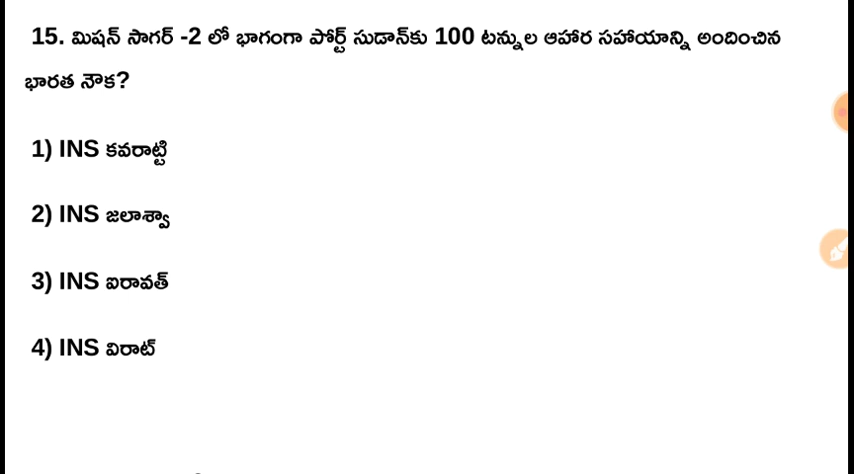 15. మిషన్ సాగర్ -2 లో భాగంగా పోర్ట్ సుడాన్‌కు 100 టన్నుల ఆహార సహాయాన్ని అందించిన
భారత నౌక?
1) INS కవరాట్టి
2) INS జలాశ్వా
3) INS ఐరావత్
4) INS విరాట్